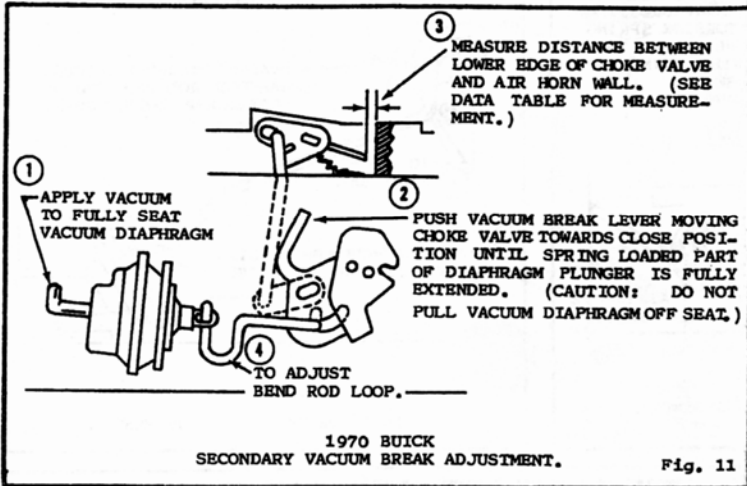 3
MEASURE DISTANCE BETWEEN
LOWER EDGE OF CHOKE VALVE
AND AIR HORN WALL. (SEE
DATA TABLE FOR MEASURE-
MENT.)
1
APPLY VACUUM
TO FULLY SEAT
VACUUM DIAPHRAGM
2
PUSH VACUUM BREAK LEVER MOVING
CHOKE VALVE TOWARDS CLOSE POSI-
TION UNTIL SPRING LOADED PART
OF DIAPHRAGM PLUNGER IS FULLY
EXTENDED. (CAUTION: DO NOT
PULL VACUUM DIAPHRAGM OFF SEAT.)
4
TO ADJUST
BEND ROD LOOP.
1970 BUICK
SECONDARY VACUUM BREAK ADJUSTMENT.
Fig. 11